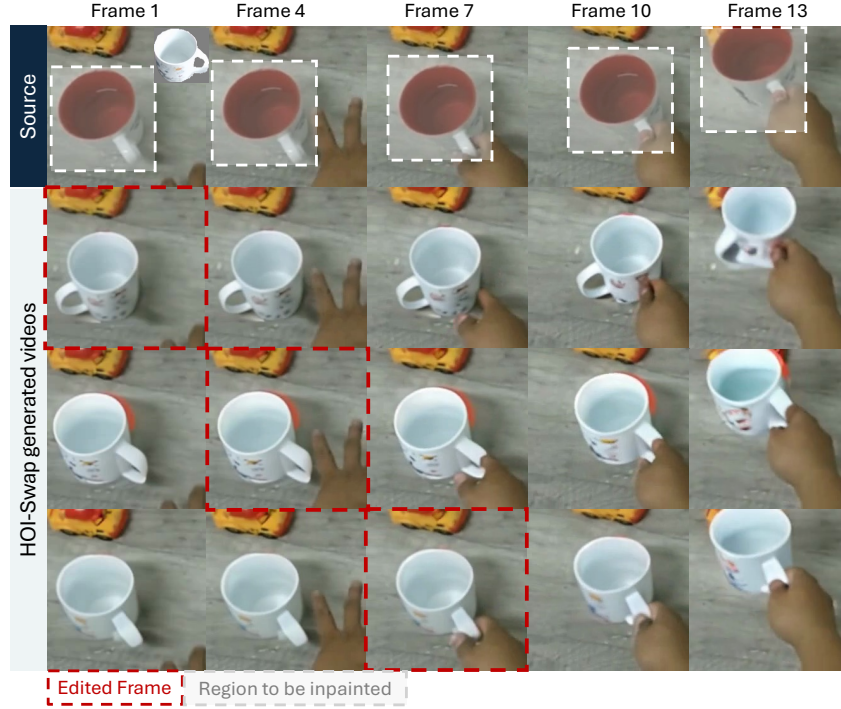 Frame 1
Frame 4
Frame 7
Frame 10
Frame 13
Source
HOI-Swap generated videos
Edited Frame
Region to be inpainted